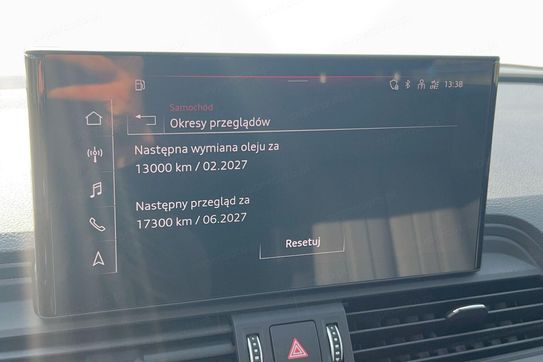 13:38
Samochód
Okresy przeglądów
Następna wymiana oleju za
13000 km / 02.2027
Następny przegląd za
17300 km / 06.2027
Resetuj